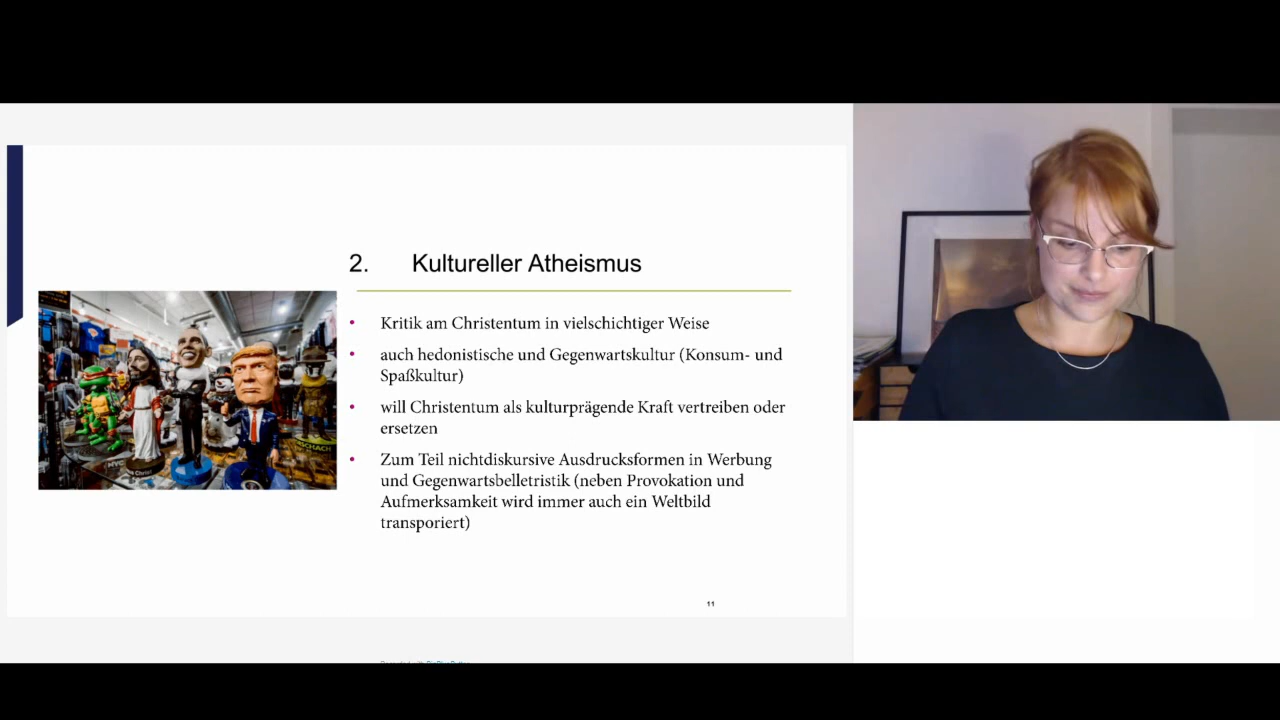 2. Kultureller Atheismus
• Kritik am Christentum in vielschichtiger Weise
• auch hedonistische und Gegenwartskultur (Konsum- und
Spaßkultur)
• will Christentum als kulturprägende Kraft vertreiben oder
ersetzen
• Zum Teil nichtdiskursive Ausdrucksformen in Werbung
und Gegenwartsbelletristik (neben Provokation und
Aufmerksamkeit wird immer auch ein Weltbild
transportiert)
11